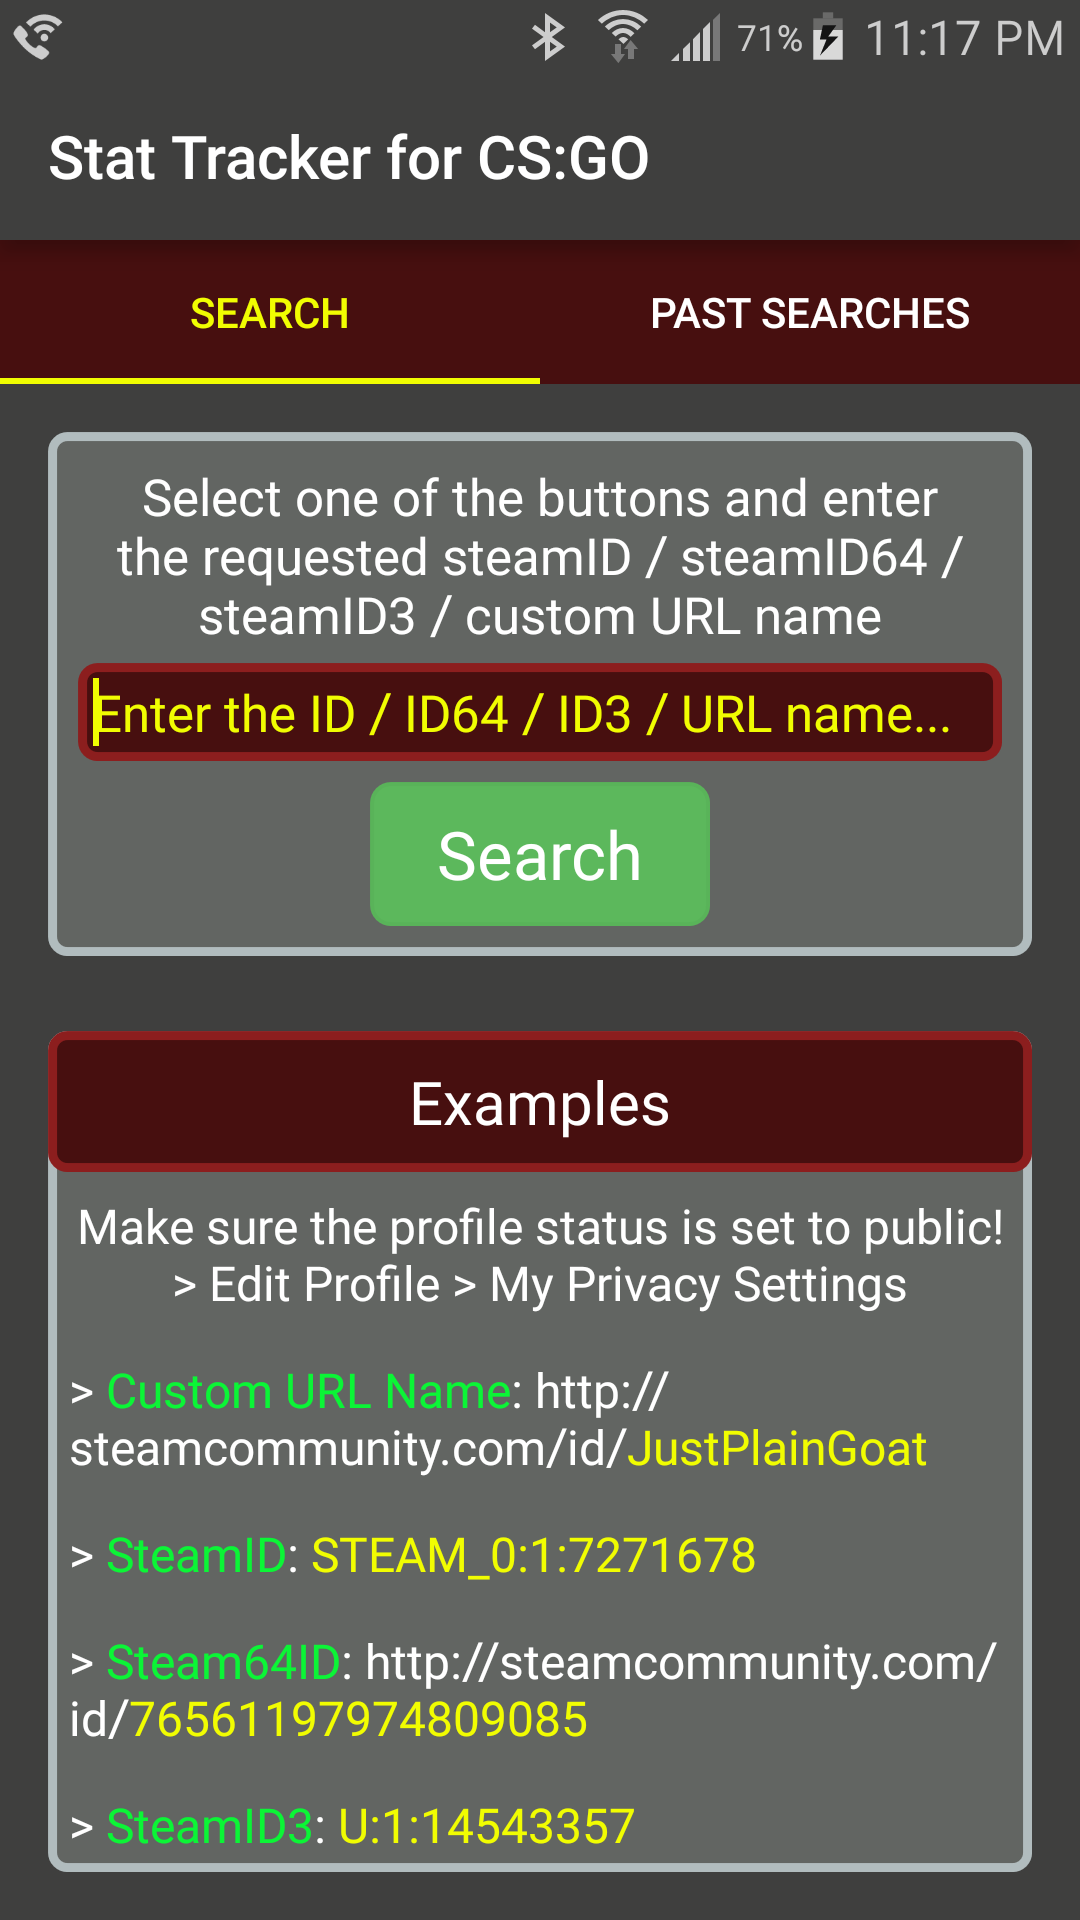 71% 11:17 PM
Stat Tracker for CS:GO
SEARCH PAST SEARCHES
Select one of the buttons and enter
the requested steamID / steamID64 /
steamID3 / custom URL name
Enter the ID / ID64 / ID3 / URL name...
Search
Examples
Make sure the profile status is set to public!
> Edit Profile > My Privacy Settings
> Custom URL Name: http://
steamcommunity.com/id/JustPlainGoat
> SteamID: STEAM_0:1:7271678
> Steam64ID: http://steamcommunity.com/
id/76561197974809085
> SteamID3: U:1:14543357